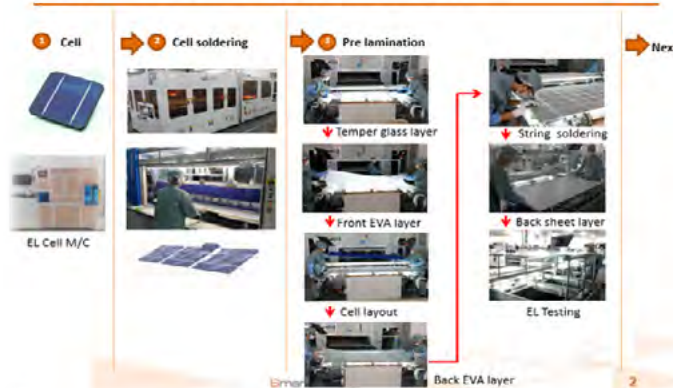 1 Cell
2 Cell soldering
3 Pre lamination
Nex
Temper glass layer
String soldering
Front EVA layer
Back sheet layer
EL Cell M/C
Cell layout
EL Testing
Back EVA layer
2